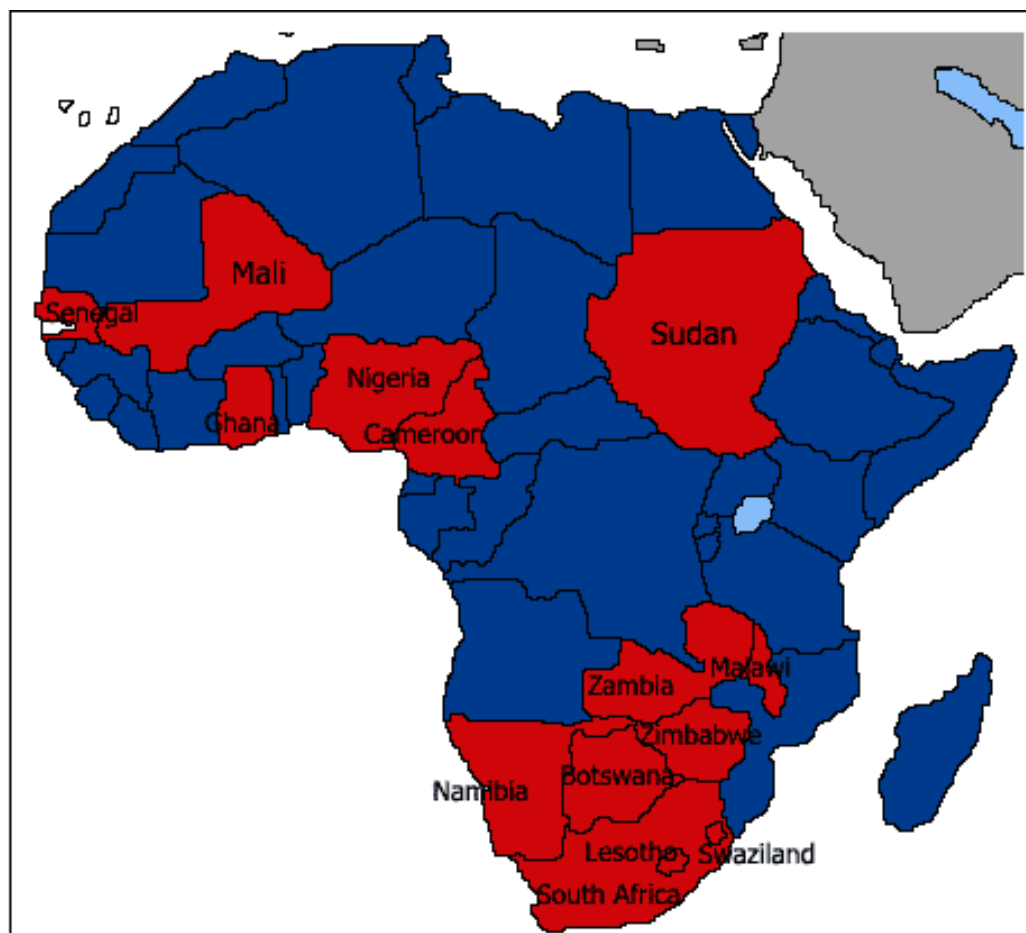 Mali
Senegal
Sudan
Nigeria
Ghana
Cameroon
Malawi
Zambia
Zimbabwe
Botswana
Namibia
Lesotho
Swaziland
South Africa